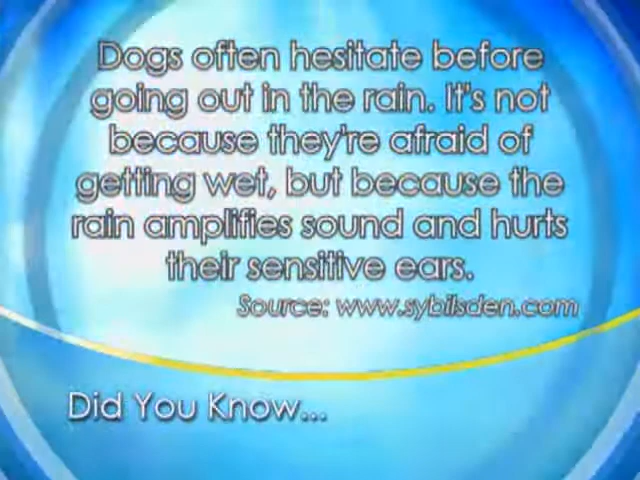 Dogs often hesitate before
going out in the rain. It's not
because they're afraid of
getting wet, but because the
rain amplifies sound and hurts
their sensitive ears.
Source: www.sybilsden.com
Did You Know...